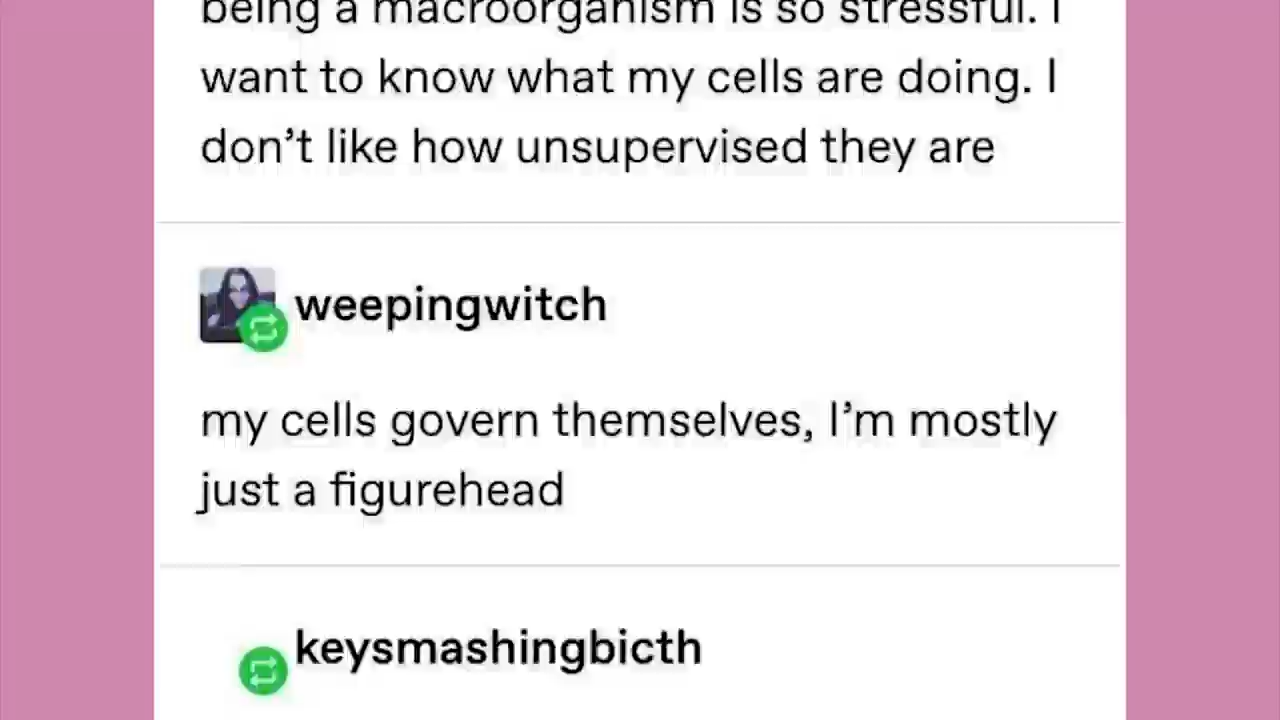 being a macroorganism is so stressful. I
want to know what my cells are doing. I
don’t like how unsupervised they are
weepingwitch
my cells govern themselves, I’m mostly
just a figurehead
keysmashingbicth